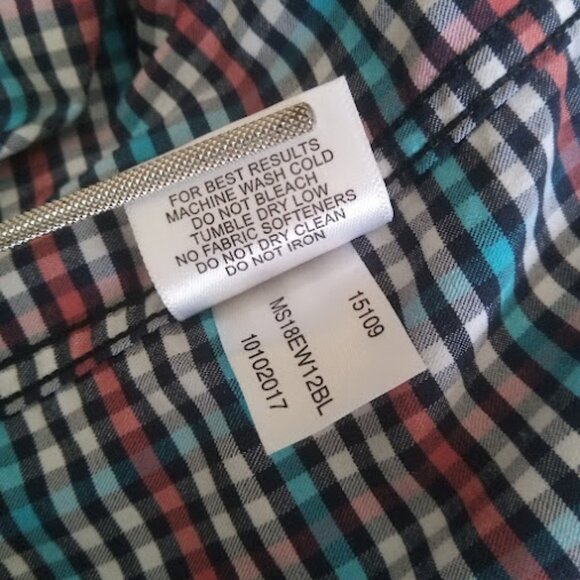 FOR BEST RESULTS
MACHINE WASH COLD
DO NOT BLEACH
TUMBLE DRY LOW
NO FABRIC SOFTENERS
DO NOT DRY CLEAN
DO NOT IRON
15109
MS18EW12BL
10102017